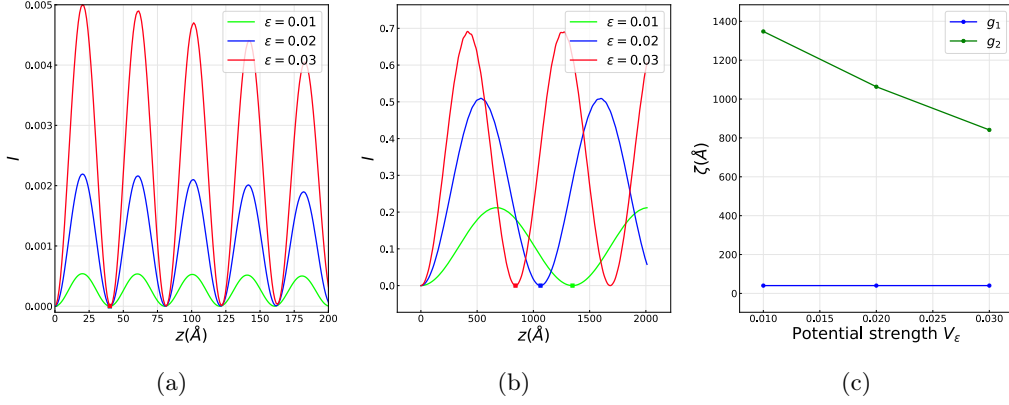 0.005
0.004
0.003
0.002
0.001
0.000
I
0 25 50 75 100 125 150 175 200
z(Å)
ε = 0.01
ε = 0.02
ε = 0.03
(a)
0.7
0.6
0.5
0.4
0.3
0.2
0.1
0.0
I
0 500 1000 1500 2000
z(Å)
ε = 0.01
ε = 0.02
ε = 0.03
(b)
1400
1200
1000
800
600
400
200
0
ζ(Å)
0.010 0.015 0.020 0.025 0.030
Potential strength Vε
g1
g2
(c)